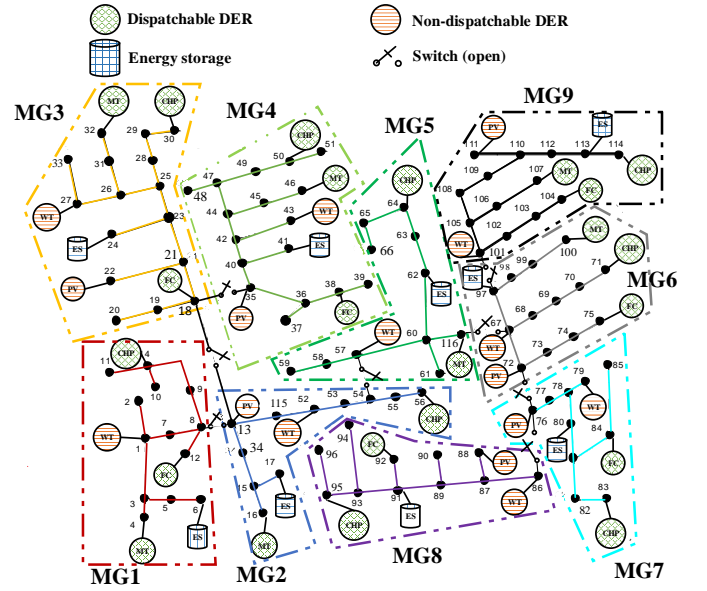 Dispatchable DER
Non-dispatchable DER
Energy storage
Switch (open)
MG3
MG4
MG5
MG9
MT
CHP
32
29
30
33
31
28
25
26
27
WT
23
24
ES
21
22
PV
FC
20
19
18
CHP
51
50
49
47
48
46
MT
45
44
43
WT
42
41
ES
40
35
PV
36
38
39
FC
37
CHP
64
65
63
66
62
ES
60
116
61
MT
WT
57
58
59
PV
111
110
112
113
ES
114
CHP
109
107
MT
108
104
FC
103
105
102
WT
101
MG6
MT
100
CHP
98
99
97
71
70
69
68
67
WT
FC
75
74
73
72
PV
CHP
11
4
10
9
2
8
7
WT
1
FC
12
3
5
6
4
ES
MT
MG1
PV
13
115
52
53
54
55
56
CHP
34
15
17
16
ES
MT
MG2
94
96
FC
92
90
88
PV
95
93
91
89
87
86
CHP
ES
WT
MG8
77
78
79
85
PV
76
WT
80
84
ES
FC
82
83
CHP
MG7